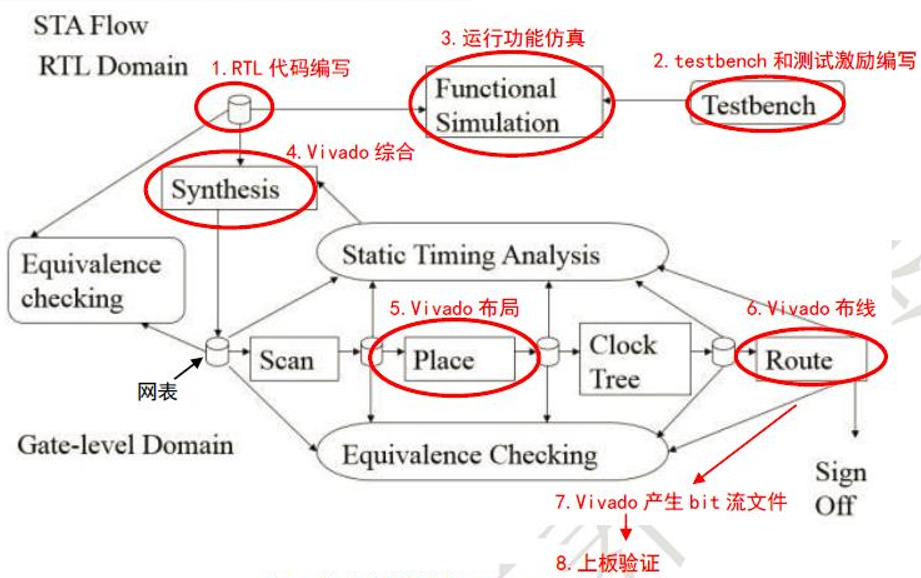 STA Flow
RTL Domain
1.RTL 代码编写
3.运行功能仿真
2.testbench 和测试激励编写
Functional
Simulation
Testbench
4.Vivado 综合
Synthesis
Equivalence
checking
Static Timing Analysis
5.Vivado 布局
6.Vivado 布线
Scan
Place
Clock
Tree
Route
网表
Gate-level Domain
Equivalence Checking
Sign
Off
7.Vivado 产生 bit 流文件
8.上板验证